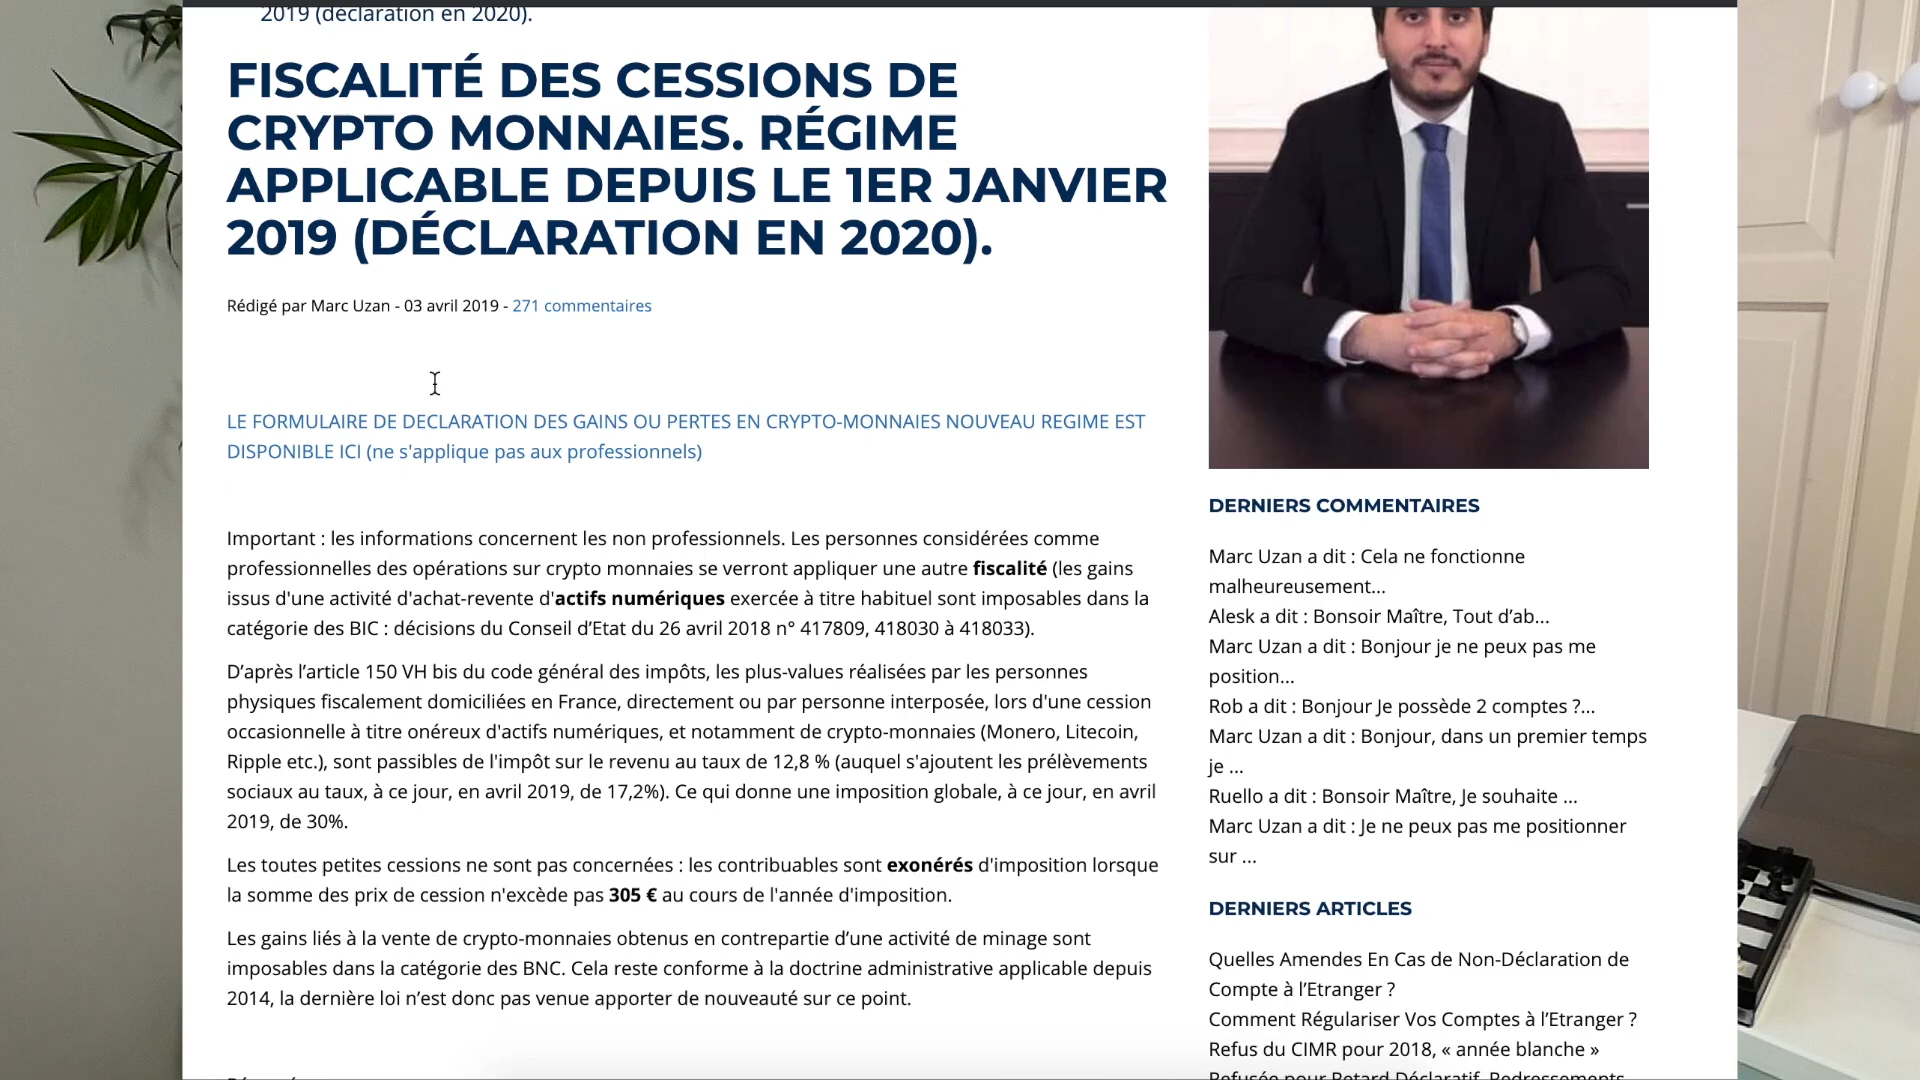 2019 (déclaration en 2020).
FISCALITÉ DES CESSIONS DE
CRYPTO MONNAIES. RÉGIME
APPLICABLE DEPUIS LE 1ER JANVIER
2019 (DÉCLARATION EN 2020).
Rédigé par Marc Uzan - 03 avril 2019 - 271 commentaires
LE FORMULAIRE DE DECLARATION DES GAINS OU PERTES EN CRYPTO-MONNAIES NOUVEAU REGIME EST
DISPONIBLE ICI (ne s'applique pas aux professionnels)
Important : les informations concernent les non professionnels. Les personnes considérées comme
professionnelles des opérations sur crypto monnaies se verront appliquer une autre fiscalité (les gains
issus d'une activité d'achat-revente d'actifs numériques exercée à titre habituel sont imposables dans la
catégorie des BIC : décisions du Conseil d’Etat du 26 avril 2018 n° 417809, 418030 à 418033).
D’après l’article 150 VH bis du code général des impôts, les plus-values réalisées par les personnes
physiques fiscalement domiciliées en France, directement ou par personne interposée, lors d'une cession
occasionnelle à titre onéreux d'actifs numériques, et notamment de crypto-monnaies (Monero, Litecoin,
Ripple etc.), sont passibles de l'impôt sur le revenu au taux de 12,8 % (auquel s'ajoutent les prélèvements
sociaux au taux, à ce jour, en avril 2019, de 17,2%). Ce qui donne une imposition globale, à ce jour, en avril
2019, de 30%.
Les toutes petites cessions ne sont pas concernées : les contribuables sont exonérés d'imposition lorsque
la somme des prix de cession n'excède pas 305 € au cours de l'année d'imposition.
Les gains liés à la vente de crypto-monnaies obtenus en contrepartie d’une activité de minage sont
imposables dans la catégorie des BNC. Cela reste conforme à la doctrine administrative applicable depuis
2014, la dernière loi n’est donc pas venue apporter de nouveauté sur ce point.
DERNIERS COMMENTAIRES
Marc Uzan a dit : Cela ne fonctionne
malheureusement...
Alesk a dit : Bonsoir Maître, Tout d’ab...
Marc Uzan a dit : Bonjour je ne peux pas me
position...
Rob a dit : Bonjour Je possède 2 comptes ?...
Marc Uzan a dit : Bonjour, dans un premier temps
je ...
Ruello a dit : Bonsoir Maître, Je souhaite ...
Marc Uzan a dit : Je ne peux pas me positionner
sur ...
DERNIERS ARTICLES
Quelles Amendes En Cas de Non-Déclaration de
Compte à l’Etranger ?
Comment Régulariser Vos Comptes à l’Etranger ?
Refus du CIMR pour 2018, « année blanche »
Refusée pour Retard Déclaratif, Redressements